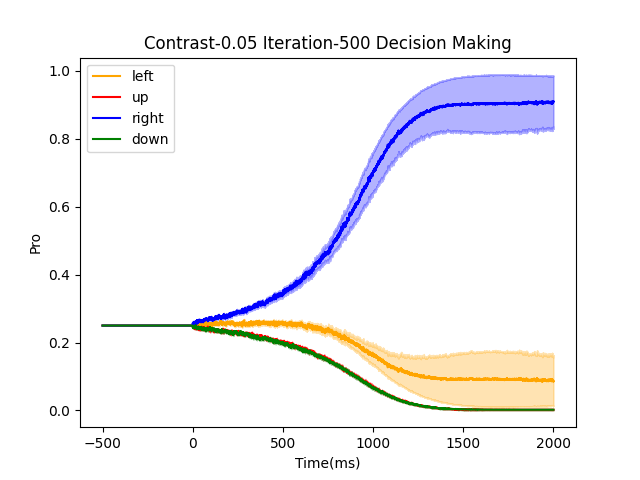 Contrast-0.05 Iteration-500 Decision Making
left
up
right
down
Pro
1.0
0.8
0.6
0.4
0.2
0.0
−500 0 500 1000 1500 2000
Time(ms)